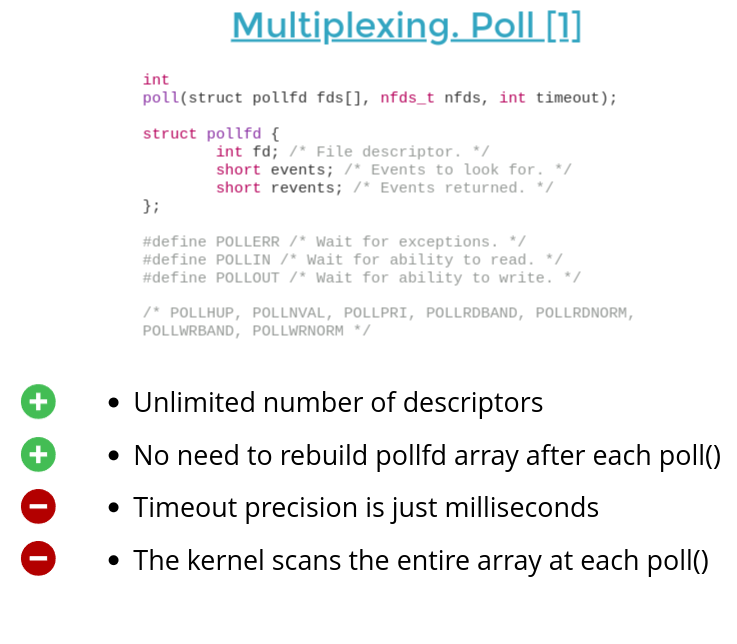 Multiplexing. Poll [1]
int
poll(struct pollfd fds[], nfds_t nfds, int timeout);
struct pollfd {
int fd; /* File descriptor. */
short events; /* Events to look for. */
short revents; /* Events returned. */
};
#define POLLERR /* Wait for exceptions. */
#define POLLIN /* Wait for ability to read. */
#define POLLOUT /* Wait for ability to write. */
/* POLLHUP, POLLNVAL, POLLPRI, POLLRDBAND, POLLRDNORM,
POLLWRBAND, POLLWRNORM */
• Unlimited number of descriptors
• No need to rebuild pollfd array after each poll()
• Timeout precision is just milliseconds
• The kernel scans the entire array at each poll()